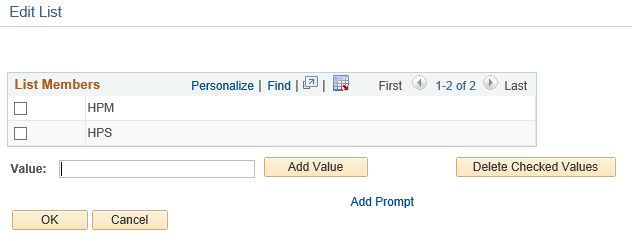 Edit List
List Members Personalize | Find | | First 1-2 of 2 Last
HPM
HPS
Value: Add Value Delete Checked Values
Add Prompt
OK Cancel